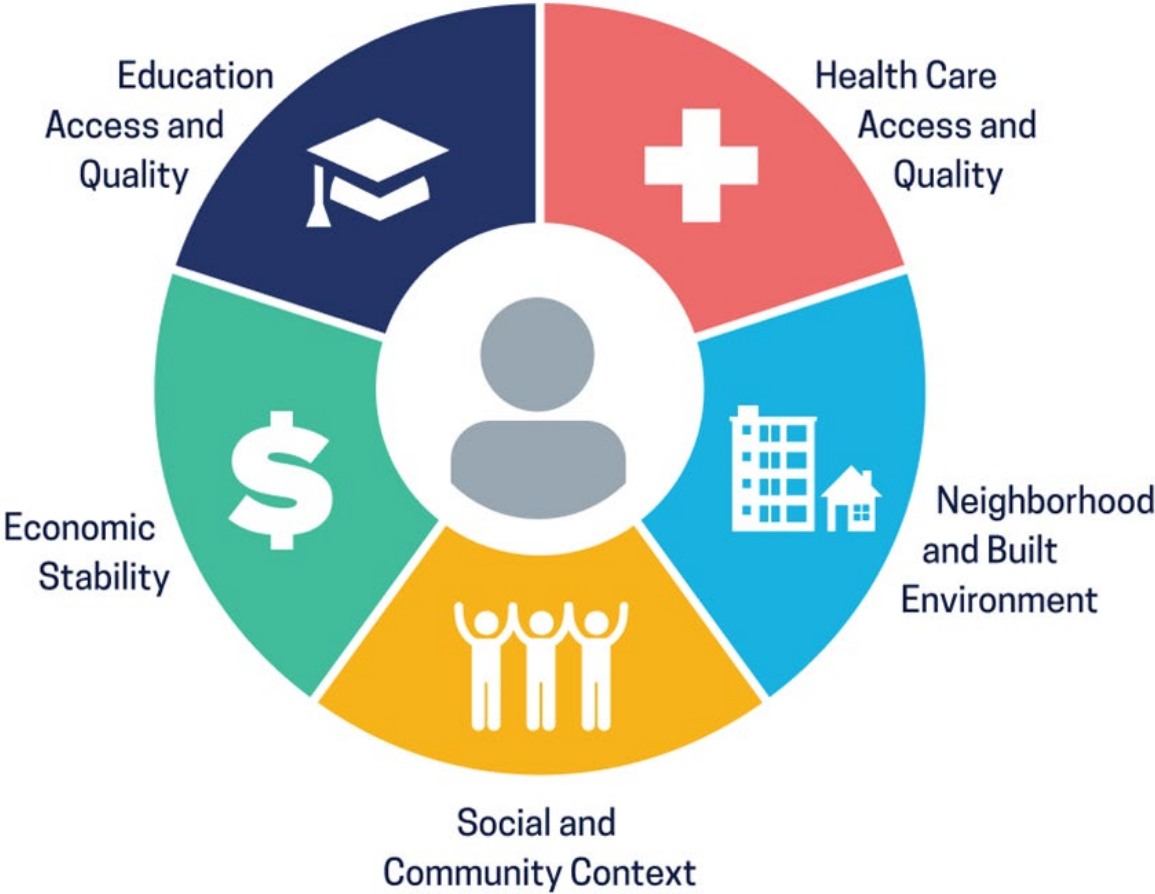 Education
Access and
Quality
Health Care
Access and
Quality
Economic
Stability
Neighborhood
and Built
Environment
Social and
Community Context